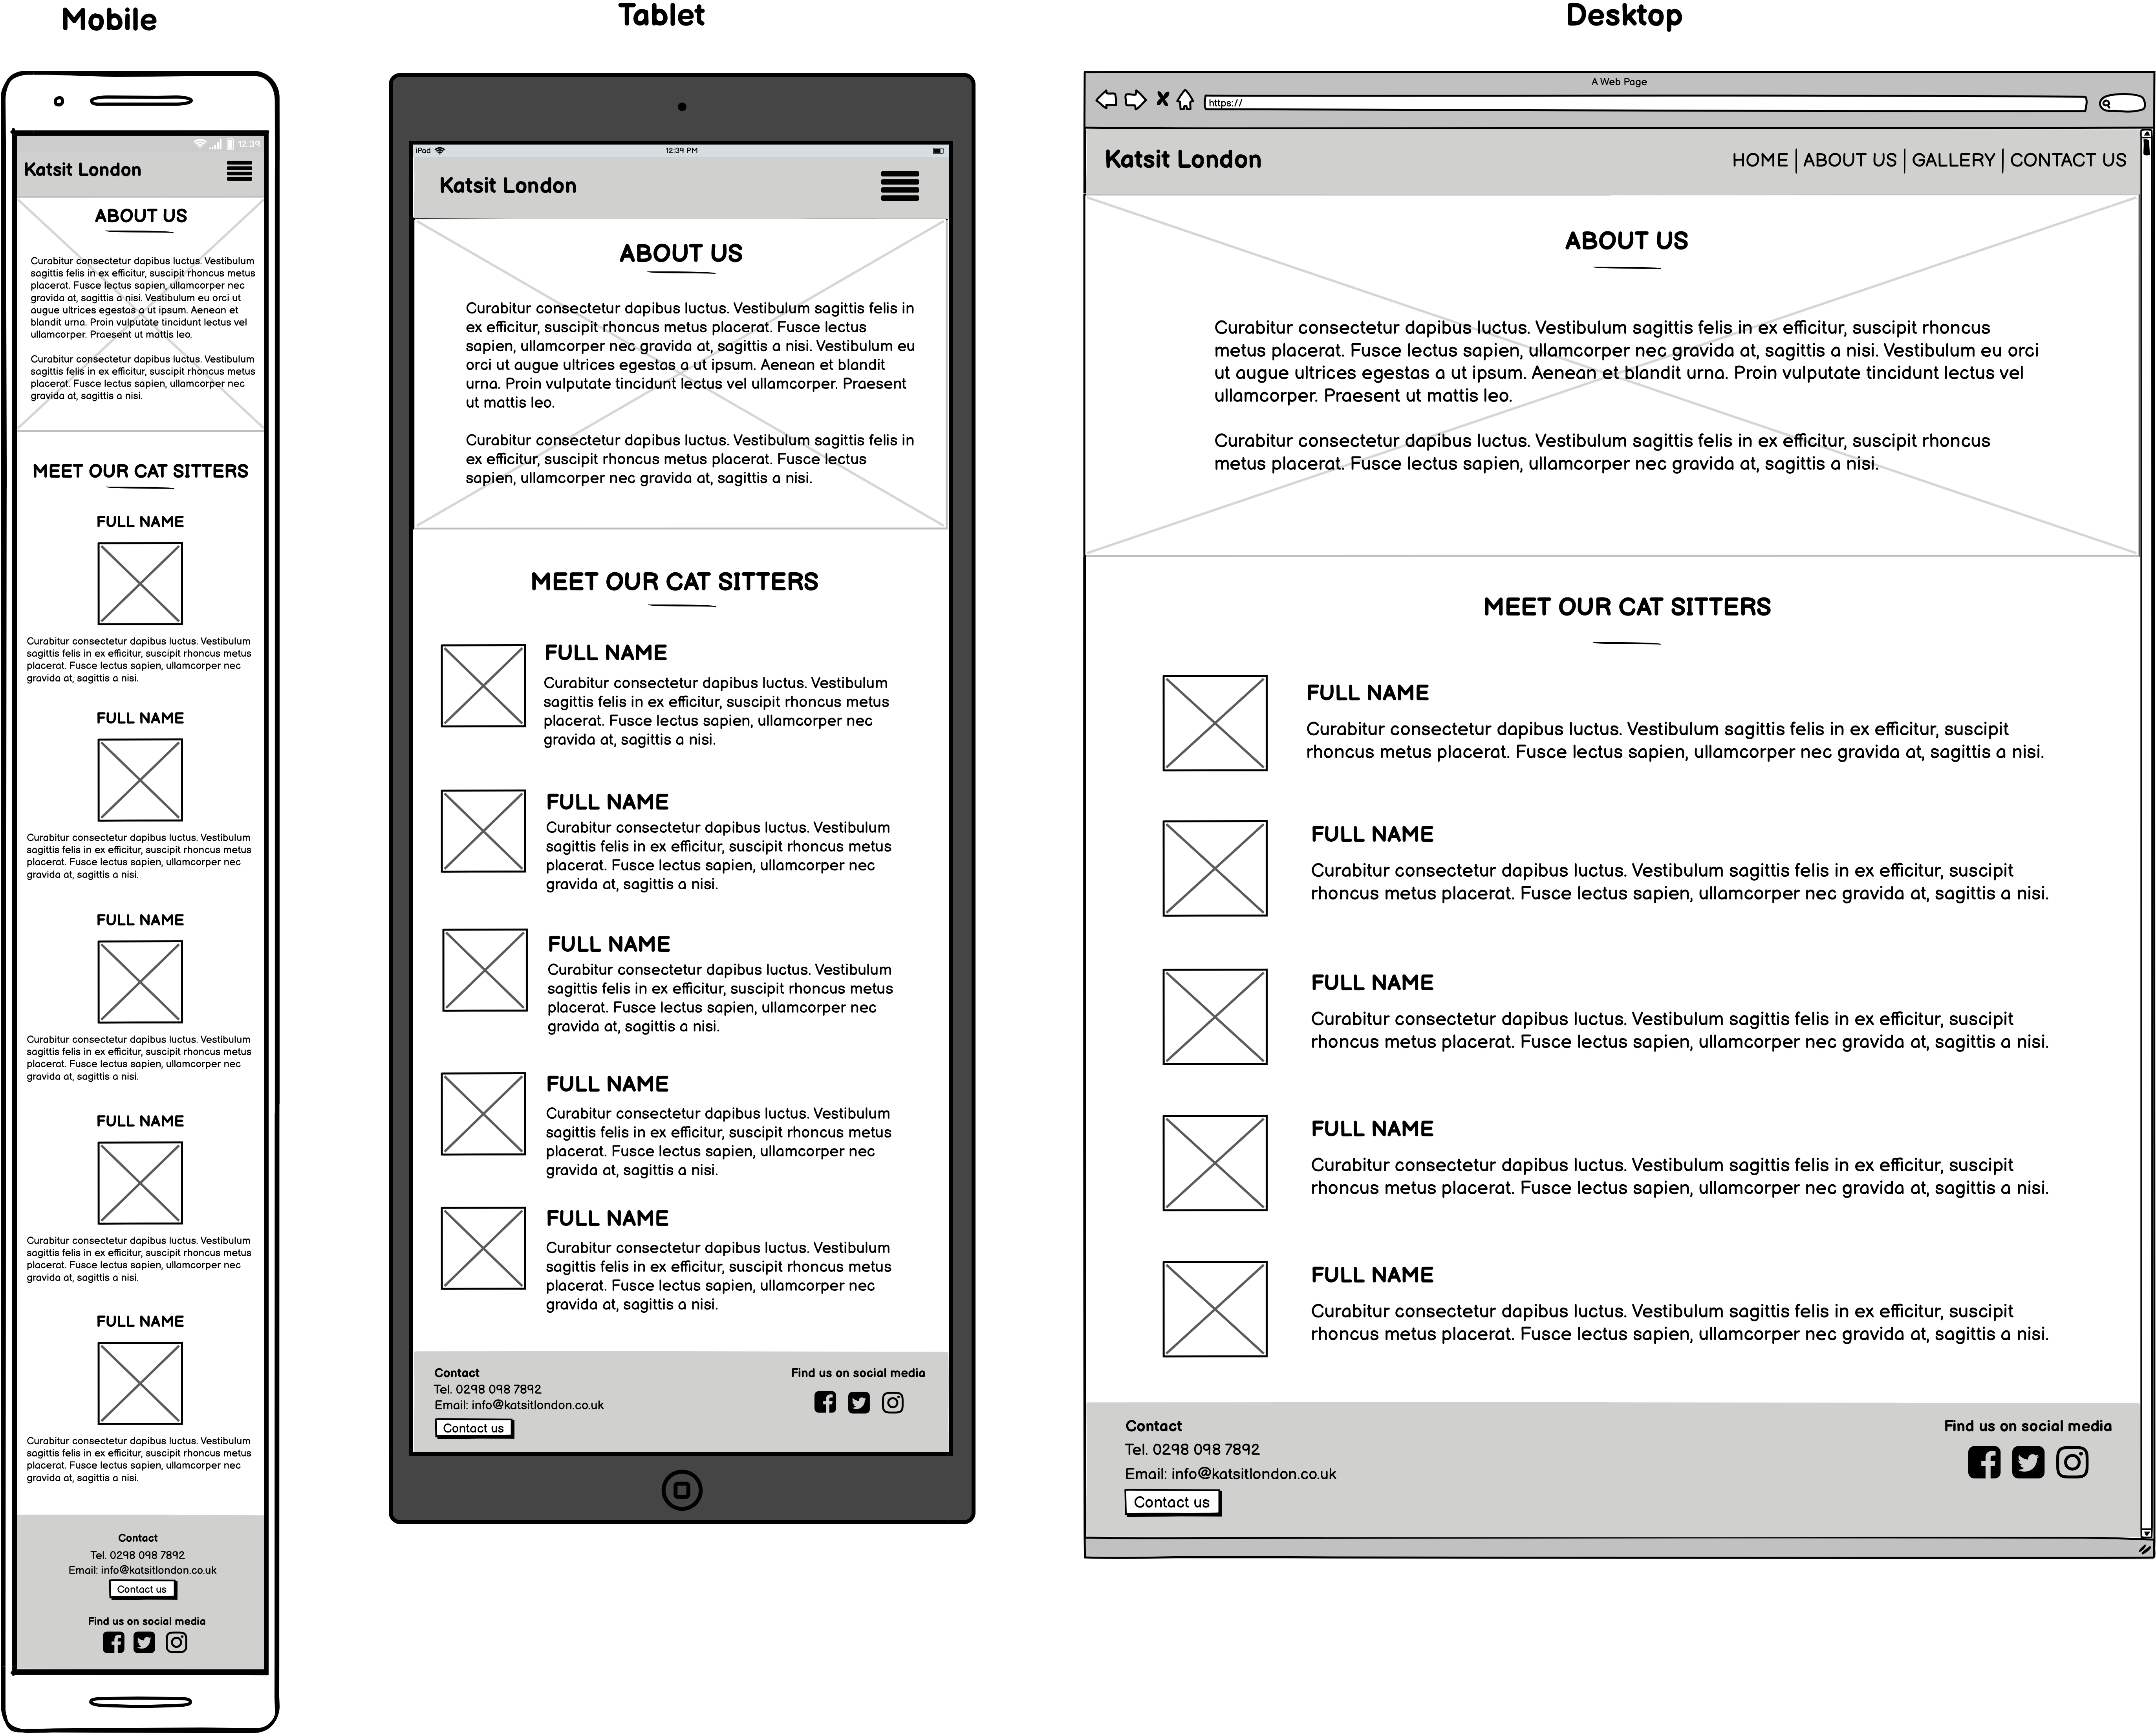 Mobile
12:39
Katsit London
ABOUT US
Curabitur consectetur dapibus luctus. Vestibulum
sagittis felis in ex efficitur, suscipit rhoncus metus
placerat. Fusce lectus sapien, ullamcorper nec
gravida at, sagittis a nisi. Vestibulum eu orci ut
augue ultrices egestas a ut ipsum. Aenean et
blandit urna. Proin vulputate tincidunt lectus vel
ullamcorper. Praesent ut mattis leo.
Curabitur consectetur dapibus luctus. Vestibulum
sagittis felis in ex efficitur, suscipit rhoncus metus
placerat. Fusce lectus sapien, ullamcorper nec
gravida at, sagittis a nisi.
MEET OUR CAT SITTERS
FULL NAME
Curabitur consectetur dapibus luctus. Vestibulum
sagittis felis in ex efficitur, suscipit rhoncus metus
placerat. Fusce lectus sapien, ullamcorper nec
gravida at, sagittis a nisi.
FULL NAME
Curabitur consectetur dapibus luctus. Vestibulum
sagittis felis in ex efficitur, suscipit rhoncus metus
placerat. Fusce lectus sapien, ullamcorper nec
gravida at, sagittis a nisi.
FULL NAME
Curabitur consectetur dapibus luctus. Vestibulum
sagittis felis in ex efficitur, suscipit rhoncus metus
placerat. Fusce lectus sapien, ullamcorper nec
gravida at, sagittis a nisi.
FULL NAME
Curabitur consectetur dapibus luctus. Vestibulum
sagittis felis in ex efficitur, suscipit rhoncus metus
placerat. Fusce lectus sapien, ullamcorper nec
gravida at, sagittis a nisi.
FULL NAME
Curabitur consectetur dapibus luctus. Vestibulum
sagittis felis in ex efficitur, suscipit rhoncus metus
placerat. Fusce lectus sapien, ullamcorper nec
gravida at, sagittis a nisi.
Contact
Tel. 0298 098 7892
Email: info@katsitlondon.co.uk
Contact us
Find us on social media
Tablet
iPad 12:39 PM
Katsit London
ABOUT US
Curabitur consectetur dapibus luctus. Vestibulum sagittis felis in
ex efficitur, suscipit rhoncus metus placerat. Fusce lectus
sapien, ullamcorper nec gravida at, sagittis a nisi. Vestibulum eu
orci ut augue ultrices egestas a ut ipsum. Aenean et blandit
urna. Proin vulputate tincidunt lectus vel ullamcorper. Praesent
ut mattis leo.
Curabitur consectetur dapibus luctus. Vestibulum sagittis felis in
ex efficitur, suscipit rhoncus metus placerat. Fusce lectus
sapien, ullamcorper nec gravida at, sagittis a nisi.
MEET OUR CAT SITTERS
FULL NAME
Curabitur consectetur dapibus luctus. Vestibulum
sagittis felis in ex efficitur, suscipit rhoncus metus
placerat. Fusce lectus sapien, ullamcorper nec
gravida at, sagittis a nisi.
FULL NAME
Curabitur consectetur dapibus luctus. Vestibulum
sagittis felis in ex efficitur, suscipit rhoncus metus
placerat. Fusce lectus sapien, ullamcorper nec
gravida at, sagittis a nisi.
FULL NAME
Curabitur consectetur dapibus luctus. Vestibulum
sagittis felis in ex efficitur, suscipit rhoncus metus
placerat. Fusce lectus sapien, ullamcorper nec
gravida at, sagittis a nisi.
FULL NAME
Curabitur consectetur dapibus luctus. Vestibulum
sagittis felis in ex efficitur, suscipit rhoncus metus
placerat. Fusce lectus sapien, ullamcorper nec
gravida at, sagittis a nisi.
FULL NAME
Curabitur consectetur dapibus luctus. Vestibulum
sagittis felis in ex efficitur, suscipit rhoncus metus
placerat. Fusce lectus sapien, ullamcorper nec
gravida at, sagittis a nisi.
Contact
Tel. 0298 098 7892
Email: info@katsitlondon.co.uk
Contact us
Find us on social media
Desktop
A Web Page
https://
Katsit London
HOME | ABOUT US | GALLERY | CONTACT US
ABOUT US
Curabitur consectetur dapibus luctus. Vestibulum sagittis felis in ex efficitur, suscipit rhoncus
metus placerat. Fusce lectus sapien, ullamcorper nec gravida at, sagittis a nisi. Vestibulum eu orci
ut augue ultrices egestas a ut ipsum. Aenean et blandit urna. Proin vulputate tincidunt lectus vel
ullamcorper. Praesent ut mattis leo.
Curabitur consectetur dapibus luctus. Vestibulum sagittis felis in ex efficitur, suscipit rhoncus
metus placerat. Fusce lectus sapien, ullamcorper nec gravida at, sagittis a nisi.
MEET OUR CAT SITTERS
FULL NAME
Curabitur consectetur dapibus luctus. Vestibulum sagittis felis in ex efficitur, suscipit
rhoncus metus placerat. Fusce lectus sapien, ullamcorper nec gravida at, sagittis a nisi.
FULL NAME
Curabitur consectetur dapibus luctus. Vestibulum sagittis felis in ex efficitur, suscipit
rhoncus metus placerat. Fusce lectus sapien, ullamcorper nec gravida at, sagittis a nisi.
FULL NAME
Curabitur consectetur dapibus luctus. Vestibulum sagittis felis in ex efficitur, suscipit
rhoncus metus placerat. Fusce lectus sapien, ullamcorper nec gravida at, sagittis a nisi.
FULL NAME
Curabitur consectetur dapibus luctus. Vestibulum sagittis felis in ex efficitur, suscipit
rhoncus metus placerat. Fusce lectus sapien, ullamcorper nec gravida at, sagittis a nisi.
FULL NAME
Curabitur consectetur dapibus luctus. Vestibulum sagittis felis in ex efficitur, suscipit
rhoncus metus placerat. Fusce lectus sapien, ullamcorper nec gravida at, sagittis a nisi.
Contact
Tel. 0298 098 7892
Email: info@katsitlondon.co.uk
Contact us
Find us on social media